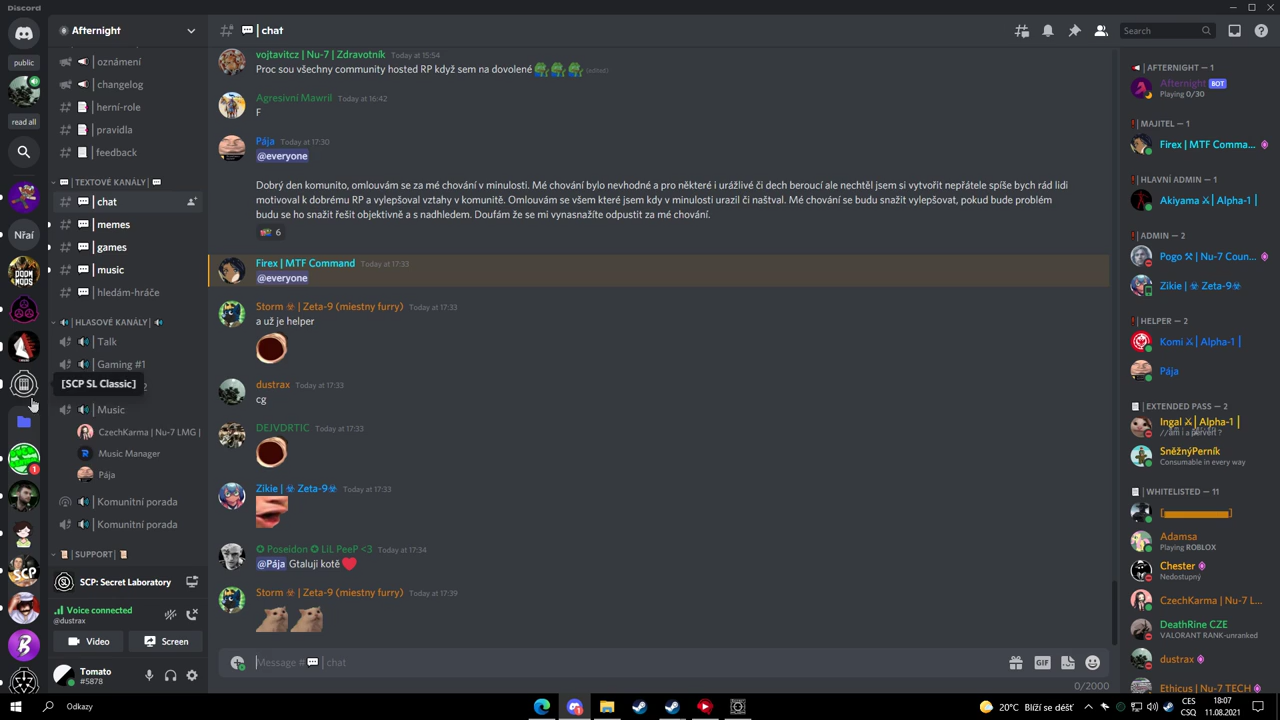 Discord
public
read all
Nřaí
1
SCP
Afternight
oznámení
changelog
herní-role
pravidla
feedback
TEXTOVÉ KANÁLY
chat
memes
games
music
hledám-hráče
HLASOVÉ KANÁLY
Talk
Gaming #1
[SCP SL Classic]
2
Music
CzechKarma | Nu-7 LMG |
Music Manager
Pája
Komunitní porada
Komunitní porada
| SUPPORT |
SCP: Secret Laboratory
Voice connected
@dustrax
Video
Screen
Tomato
#5878
# | chat
Search
vojtavitcz | Nu-7 | Zdravotník Today at 15:54
Proc sou všechny community hosted RP když sem na dovolené (edited)
Agresivní Mawril Today at 16:42
F
Pája Today at 17:30
@everyone
Dobrý den komunito, omlouvám se za mé chování v minulosti. Mé chování bylo nevhodné a pro některé i urážlivé či dech beroucí ale nechtěl jsem si vytvořit nepřátele spíše bych rád lidi
motivoval k dobrému RP a vylepšoval vztahy v komunitě. Omlouvám se všem které jsem kdy v minulosti urazil či naštval. Mé chování se budu snažit vylepšovat, pokud bude problém
budu se ho snažit řešit objektivně a s nadhledem. Doufám že se mi vynasnažíte odpustit za mé chování.
6
Firex | MTF Command Today at 17:33
@everyone
Storm ☣ | Zeta-9 (miestny furry) Today at 17:33
a už je helper
dustrax Today at 17:33
cg
DEJVDRTIC Today at 17:33
Zikie | ☣ Zeta-9☣ Today at 17:33
✪ Poseidon ✪ LiL PeeP <3 Today at 17:34
@Pája Gtaluji kotě ❤
Storm ☣ | Zeta-9 (miestny furry) Today at 17:39
Message # | chat
GIF
0/2000
| AFTERNIGHT — 1
Afternight BOT
Playing 0/30
| MAJITEL — 1
Firex | MTF Comma...
| HLAVNÍ ADMIN — 1
Akiyama ⚔ | Alpha-1 |
| ADMIN — 2
Pogo ⚒ | Nu-7 Coun...
Zikie | ☣ Zeta-9☣
| HELPER — 2
Komi ⚔ | Alpha-1 |
Pája
| EXTENDED PASS — 2
Ingal ⚔ | Alpha-1 |
//am i a pervert ?
SněžnýPerník
Consumable in every way
| WHITELISTED — 11
Adamsa
Playing ROBLOX
Chester
Nedostupný
CzechKarma | Nu-7 L...
DeathRine CZE
VALORANT RANK-unranked
dustrax
Ethicus | Nu-7 TECH
Odkazy
20°C Blíží se déšť
CES
CSQ
18:07
11.08.2021